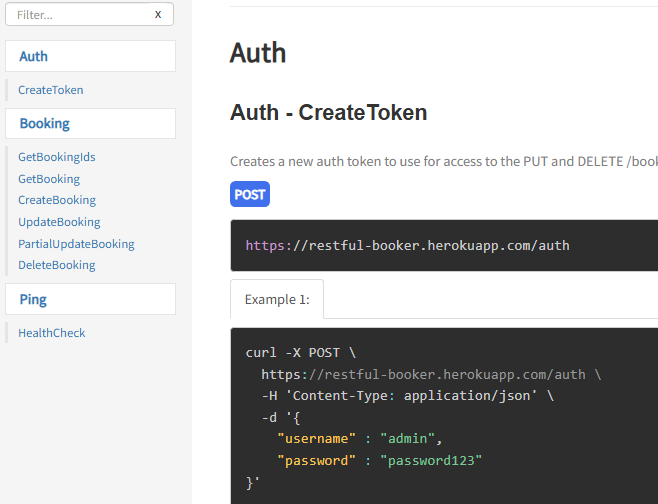 Filter...
x
Auth
CreateToken
Booking
GetBookingIds
GetBooking
CreateBooking
UpdateBooking
PartialUpdateBooking
DeleteBooking
Ping
HealthCheck
Auth
Auth - CreateToken
Creates a new auth token to use for access to the PUT and DELETE /book
POST
https://restful-booker.herokuapp.com/auth
Example 1:
curl -X POST \
https://restful-booker.herokuapp.com/auth \
-H 'Content-Type: application/json' \
-d '{
"username" : "admin",
"password" : "password123"
}'